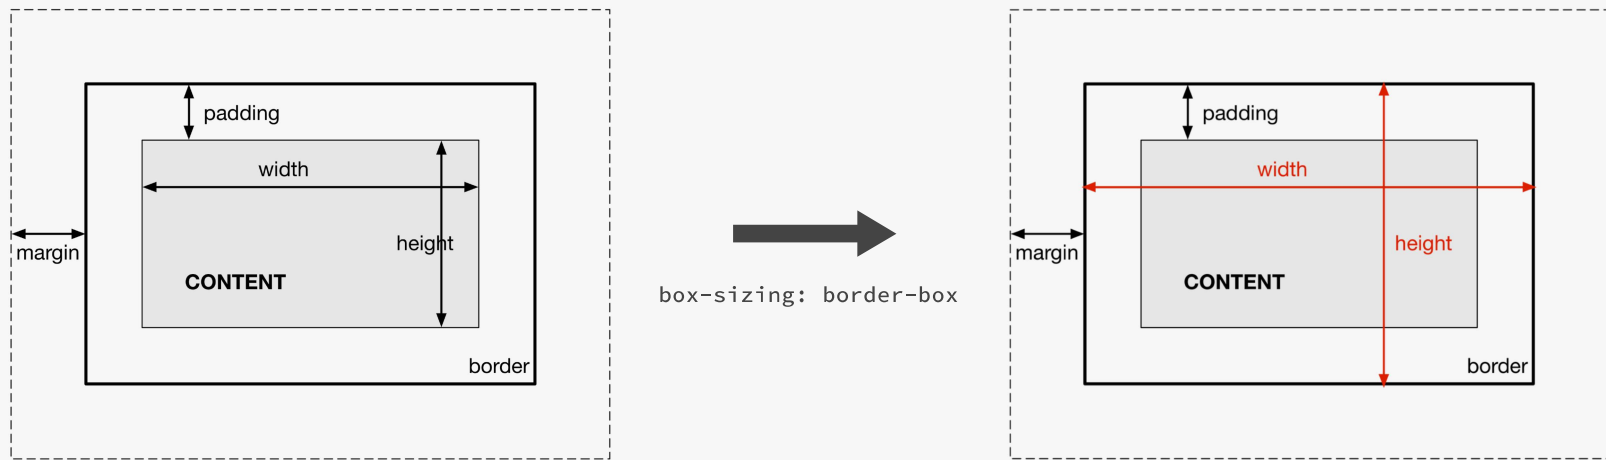 padding
width
height
margin
CONTENT
border
box-sizing: border-box
padding
width
height
margin
CONTENT
border